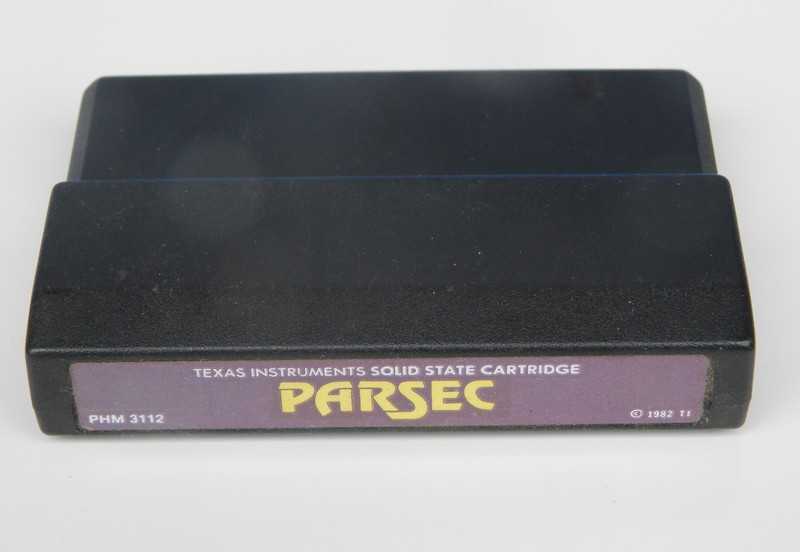 TEXAS INSTRUMENTS SOLID STATE CARTRIDGE
PARSEC
PHM 3112
© 1982 TI